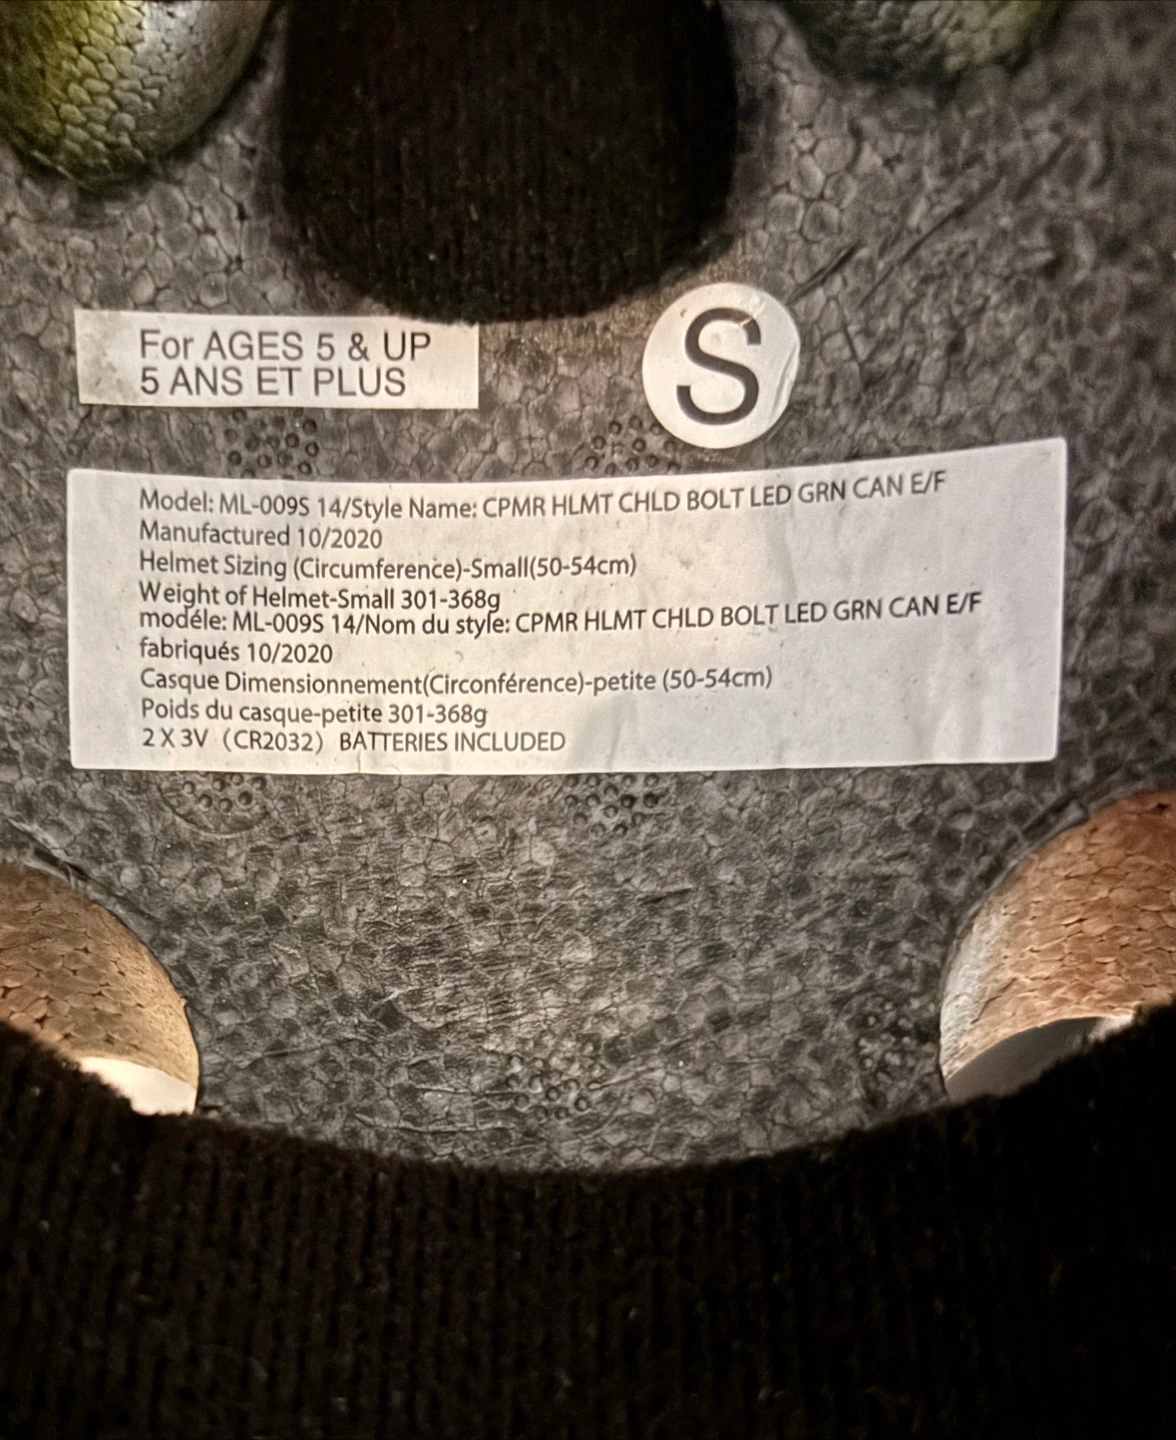 For AGES 5 & UP
5 ANS ET PLUS
S
Model: ML-009S 14/Style Name: CPMR HLMT CHLD BOLT LED GRN CAN E/F
Manufactured 10/2020
Helmet Sizing (Circumference)-Small(50-54cm)
Weight of Helmet-Small 301-368g
modéle: ML-009S 14/Nom du style: CPMR HLMT CHLD BOLT LED GRN CAN E/F
fabriqués 10/2020
Casque Dimensionnement(Circonférence)-petite (50-54cm)
Poids du casque-petite 301-368g
2 X 3V (CR2032) BATTERIES INCLUDED